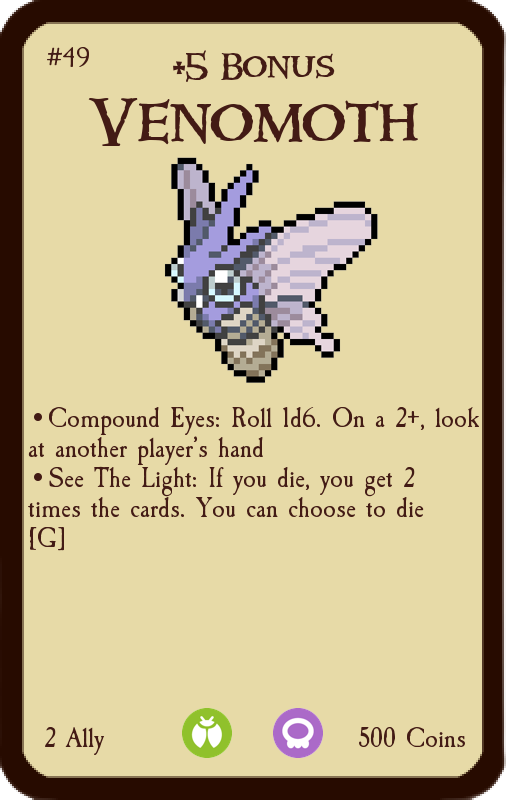 #49
+5 Bonus
Venomoth
•Compound Eyes: Roll 1d6. On a 2+, look
at another player's hand
•See The Light: If you die, you get 2
times the cards. You can choose to die
[G]
2 Ally
500 Coins